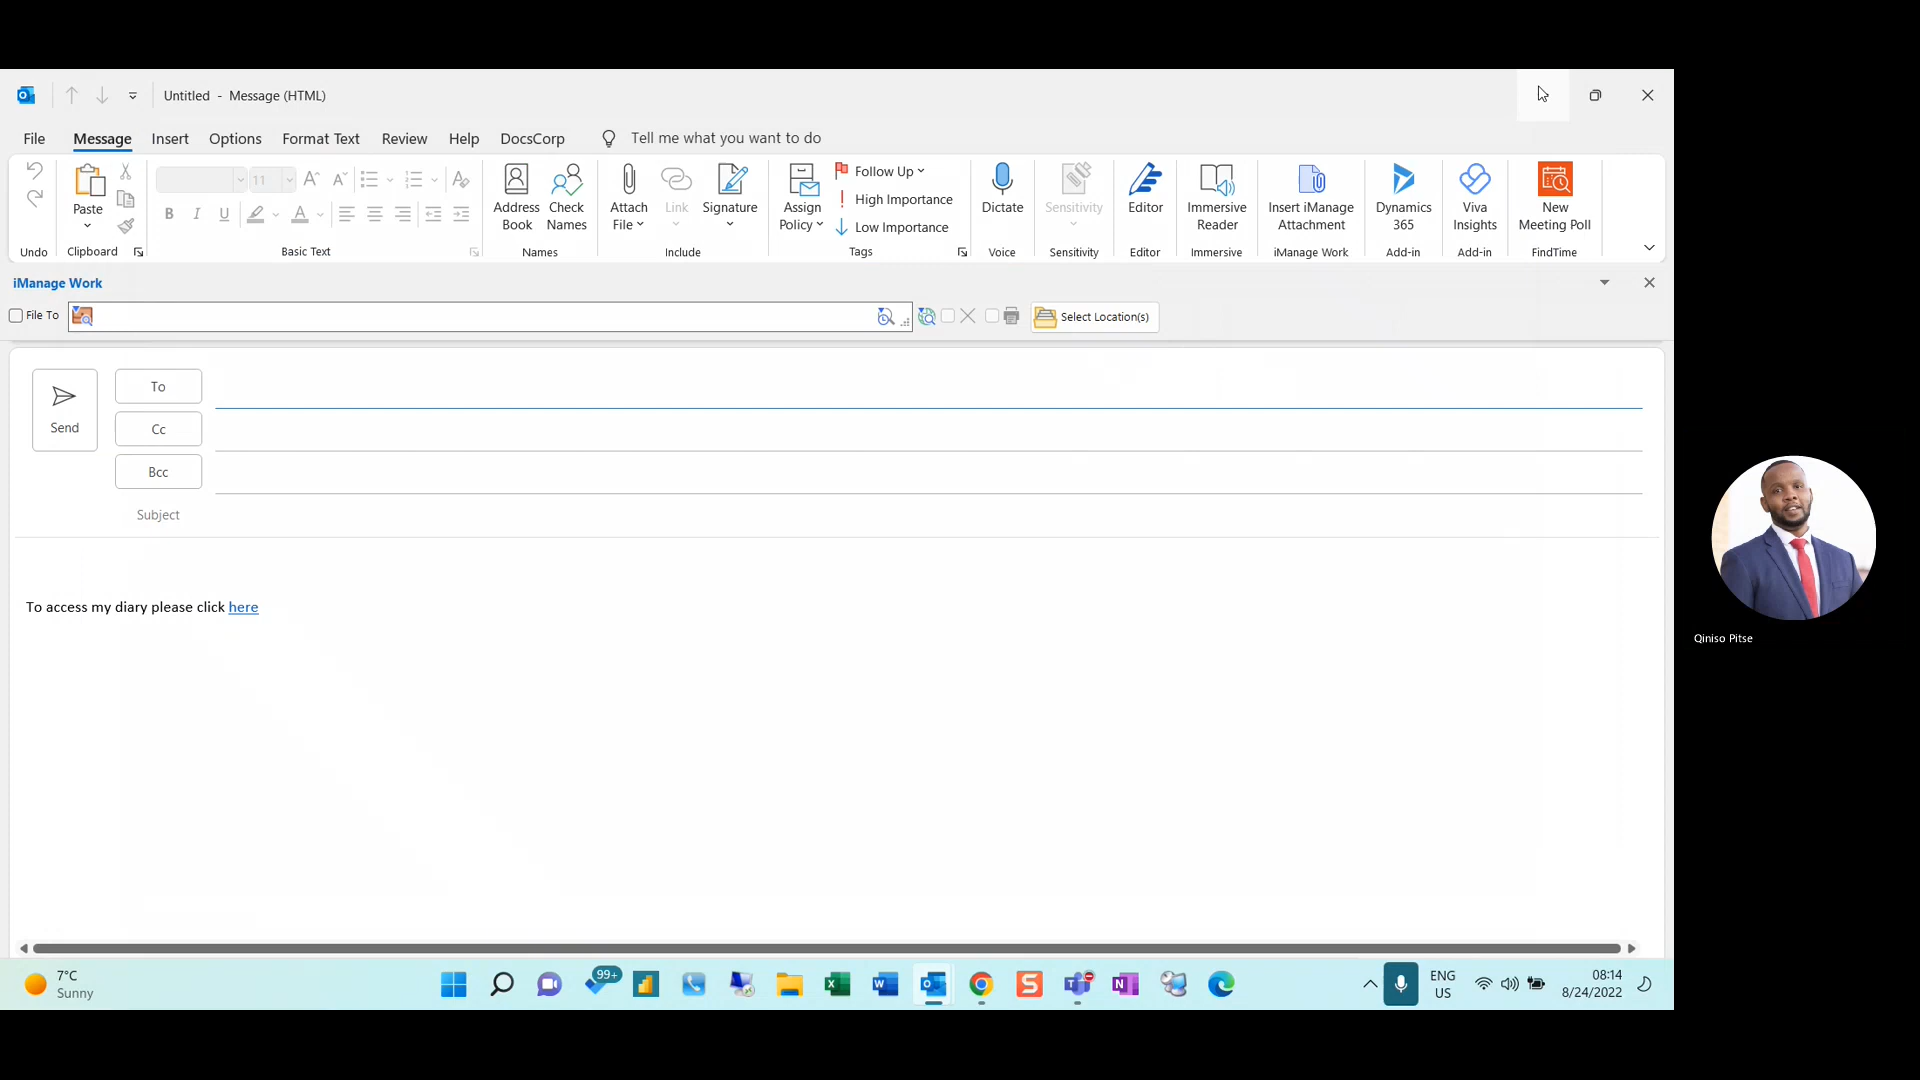 Untitled - Message (HTML)
File Message Insert Options Format Text Review Help DocsCorp Tell me what you want to do
Paste
11
B I U A
Address Book
Check Names
Attach File
Link
Signature
Assign Policy
Follow Up
High Importance
Low Importance
Dictate
Sensitivity
Editor
Immersive Reader
Insert iManage Attachment
Dynamics 365
Viva Insights
New Meeting Poll
Undo Clipboard Basic Text Names Include Tags Voice Sensitivity Editor Immersive iManage Work Add-in Add-in FindTime
iManage Work
File To Select Location(s)
Send
To
Cc
Bcc
Subject
To access my diary please click here
Qiniso Pitse
7°C
Sunny
99+
ENG
US
08:14
8/24/2022